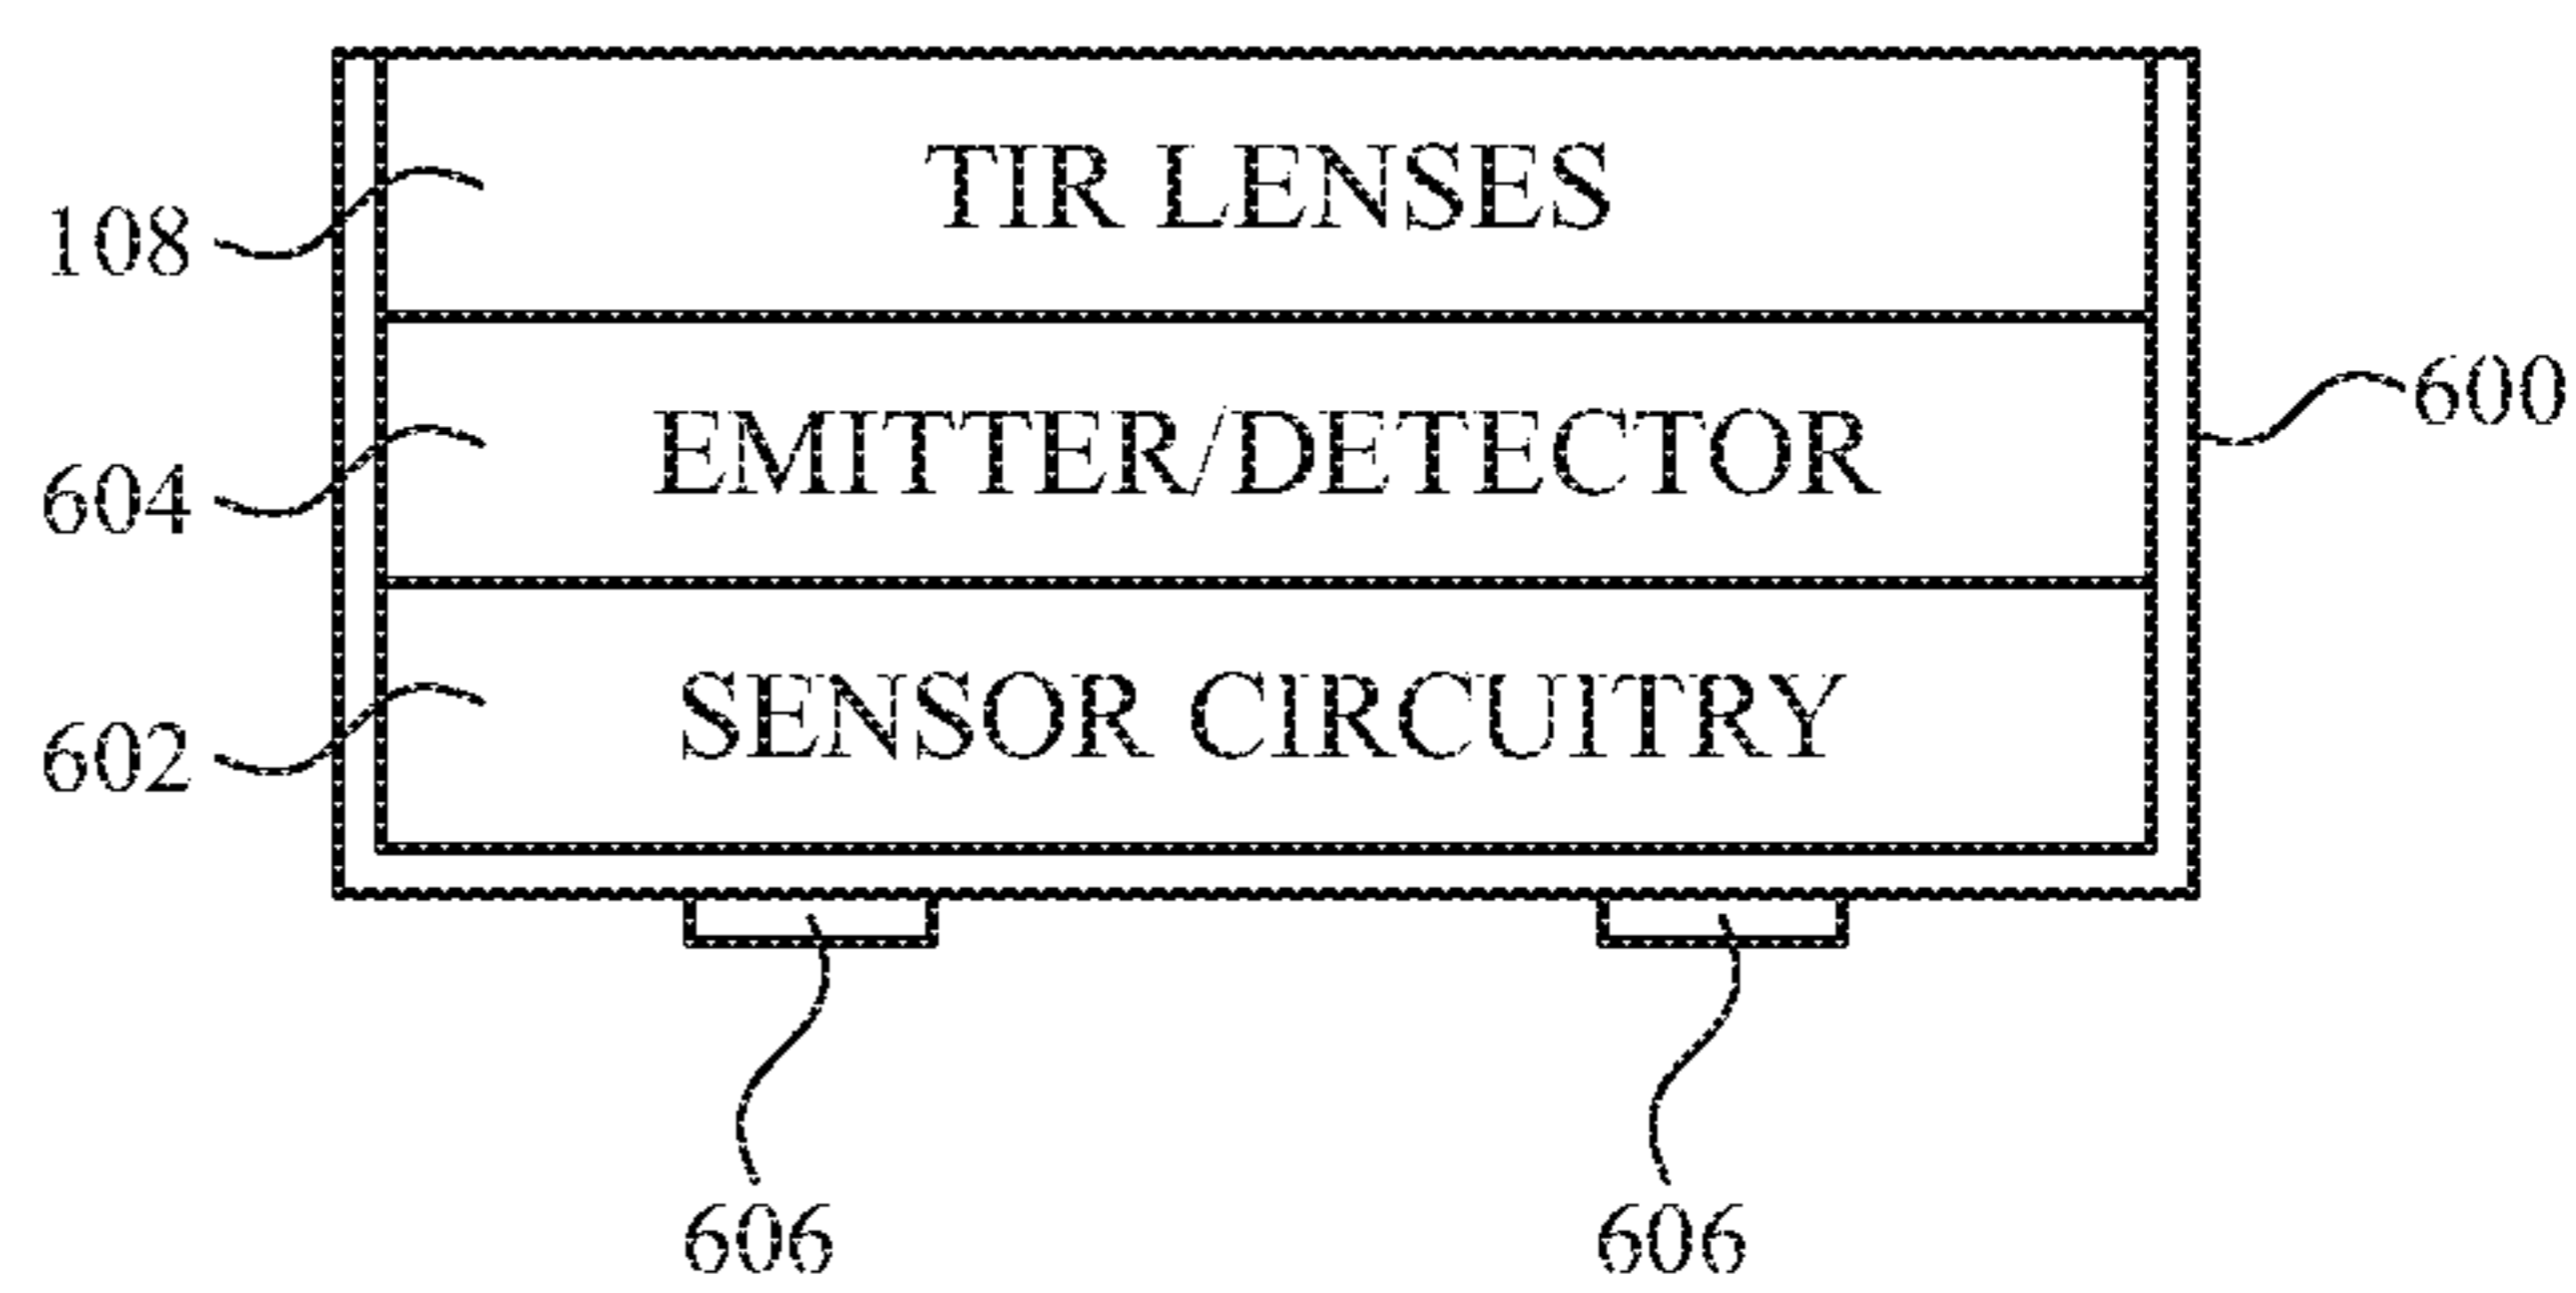 TIR LENSES
108
600
EMITTER/DETECTOR
604
SENSOR CIRCUITRY
602
606 606